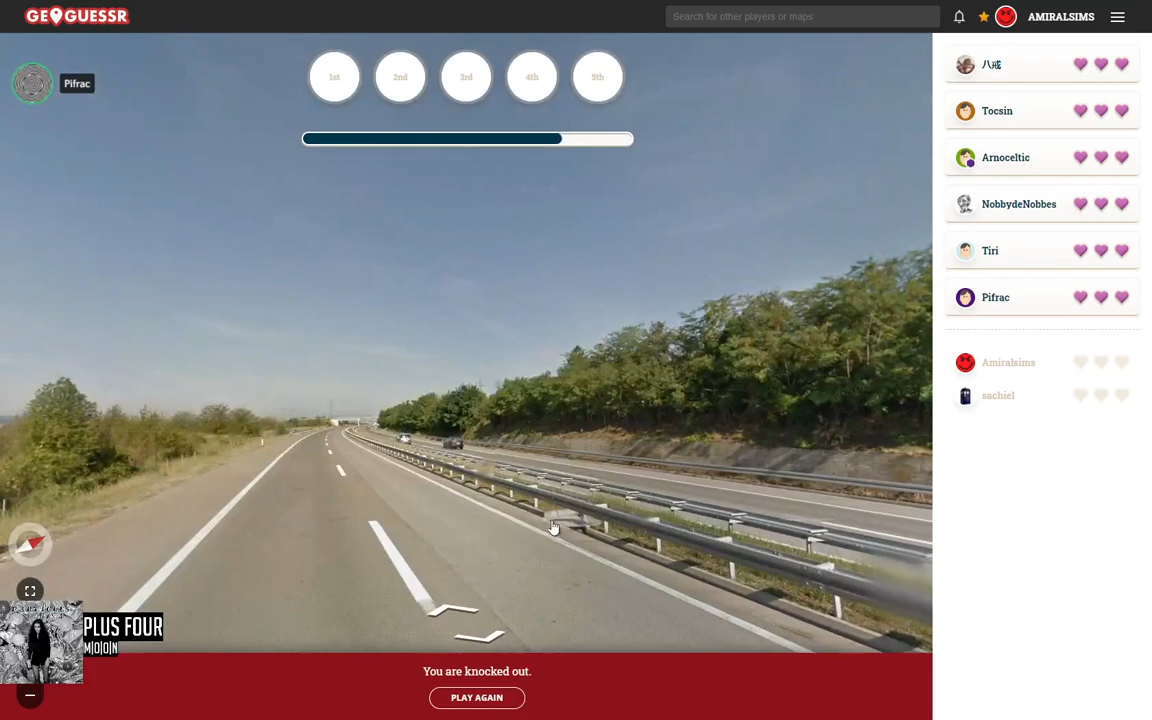 GEOGUESSR
Search for other players or maps
AMIRALSIMS
Pifrac
1st
2nd
3rd
4th
5th
八戒
Tocsin
Arnoceltic
NobbydeNobbes
Tiri
Pifrac
Amiralsims
sachiel
PLUS FOUR
M|O|O|N
You are knocked out.
PLAY AGAIN